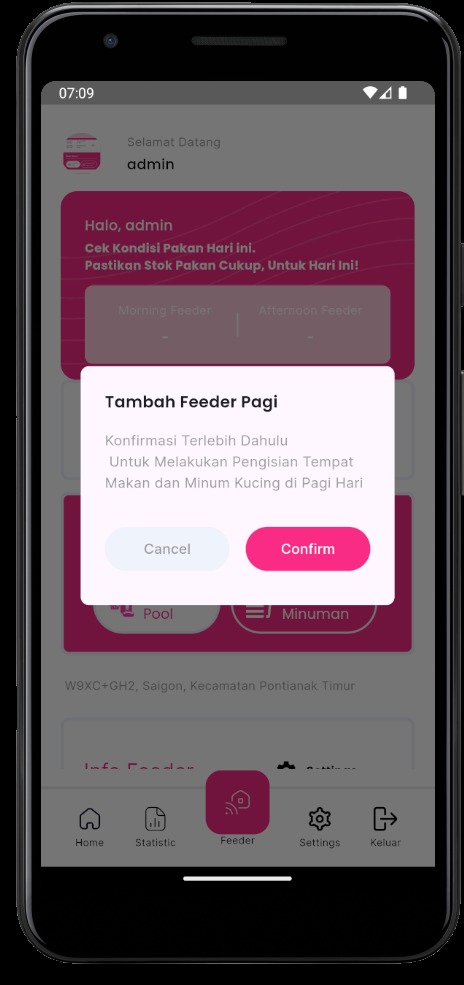 07:09
Selamat Datang
admin
Halo, admin
Cek Kondisi Pakan Hari ini.
Pastikan Stok Pakan Cukup, Untuk Hari Ini!
Morning Feeder
Afternoon Feeder
-
-
Tambah Feeder Pagi
Konfirmasi Terlebih Dahulu
Untuk Melakukan Pengisian Tempat
Makan dan Minum Kucing di Pagi Hari
Cancel
Confirm
Pool
Minuman
W9XC+GH2, Saigon, Kecamatan Pontianak Timur
Info Feeder
Settings
Home
Statistic
Feeder
Settings
Keluar